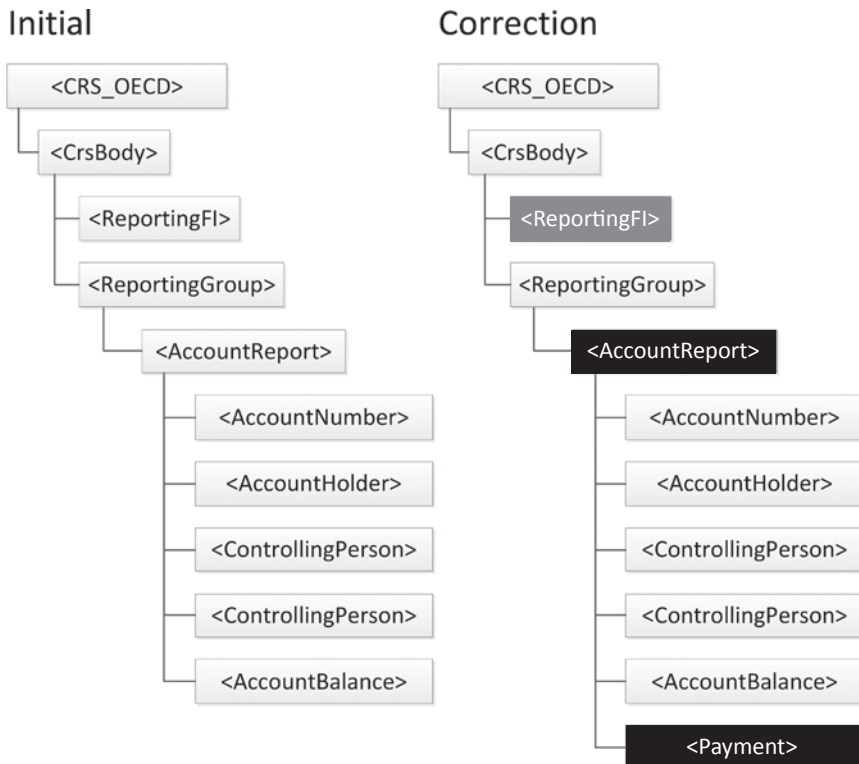 Initial
<CRS_OECD>
<CrsBody>
<ReportingFI>
<ReportingGroup>
<AccountReport>
<AccountNumber>
<AccountHolder>
<ControllingPerson>
<ControllingPerson>
<AccountBalance>
Correction
<CRS_OECD>
<CrsBody>
<ReportingFI>
<ReportingGroup>
<AccountReport>
<AccountNumber>
<AccountHolder>
<ControllingPerson>
<ControllingPerson>
<AccountBalance>
<Payment>